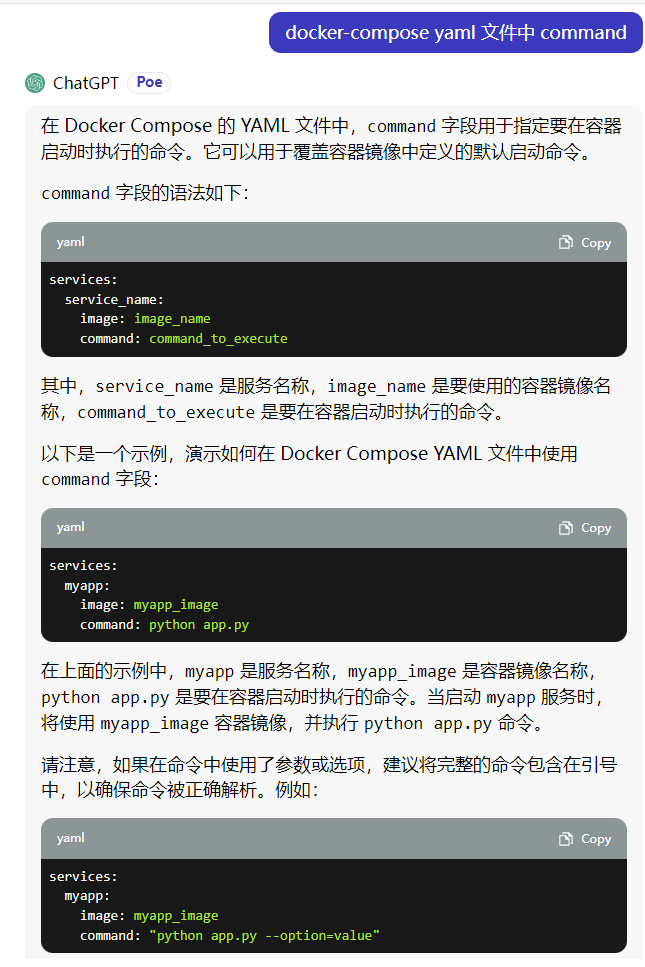 docker-compose yaml 文件中 command
ChatGPT Poe
在 Docker Compose 的 YAML 文件中，command 字段用于指定要在容器
启动时执行的命令。它可以用于覆盖容器镜像中定义的默认启动命令。
command 字段的语法如下：
yaml Copy
services:
  service_name:
    image: image_name
    command: command_to_execute
其中，service_name 是服务名称，image_name 是要使用的容器镜像名
称，command_to_execute 是要在容器启动时执行的命令。
以下是一个示例，演示如何在 Docker Compose YAML 文件中使用
command 字段：
yaml Copy
services:
  myapp:
    image: myapp_image
    command: python app.py
在上面的示例中，myapp 是服务名称，myapp_image 是容器镜像名称，
python app.py 是要在容器启动时执行的命令。当启动 myapp 服务时，
将使用 myapp_image 容器镜像，并执行 python app.py 命令。
请注意，如果在命令中使用了参数或选项，建议将完整的命令包含在引号
中，以确保命令被正确解析。例如：
yaml Copy
services:
  myapp:
    image: myapp_image
    command: "python app.py --option=value"